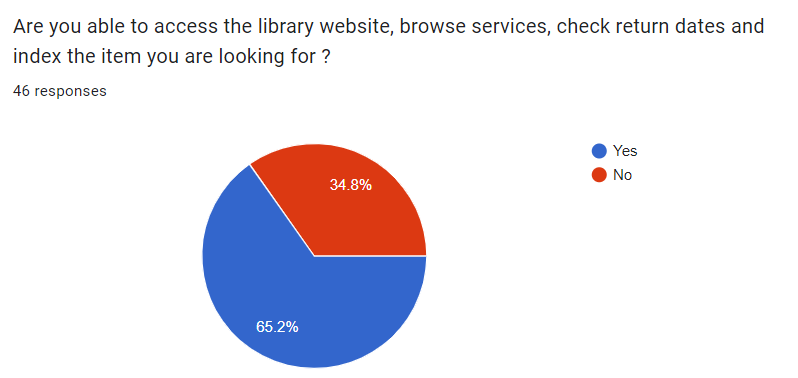 Are you able to access the library website, browse services, check return dates and
index the item you are looking for ?
46 responses
Yes
No
34.8%
65.2%